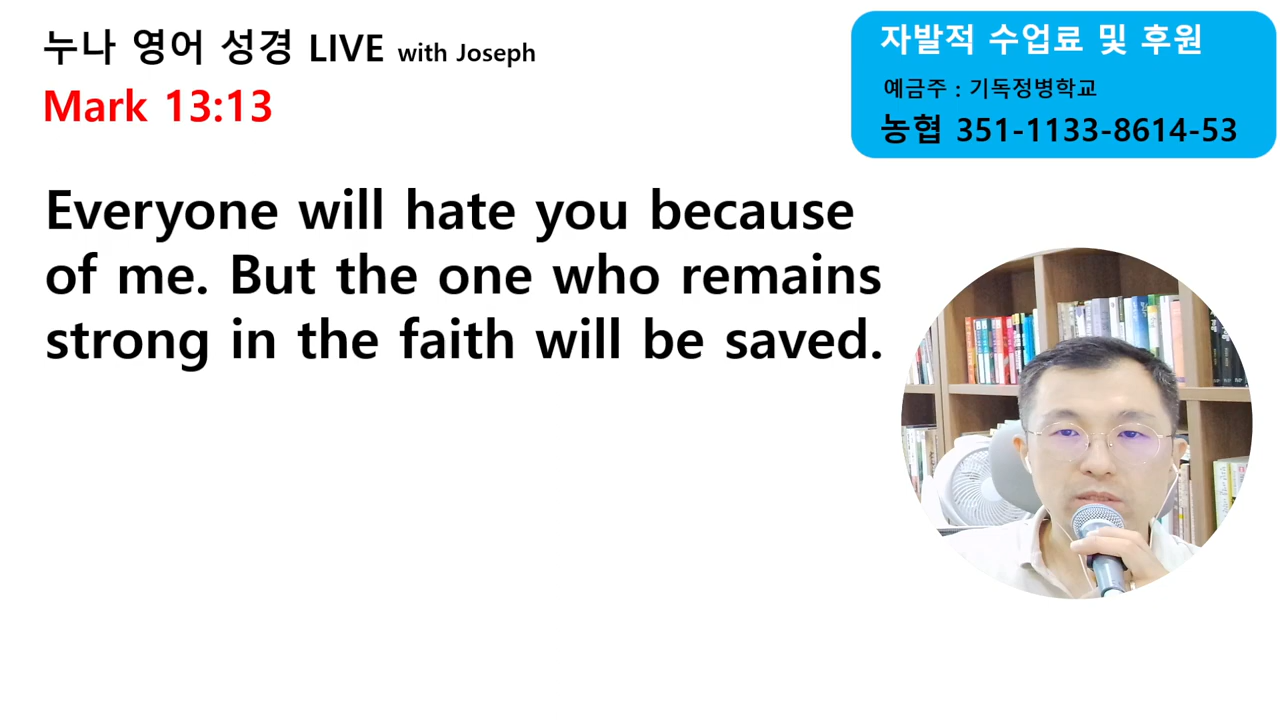 누나 영어 성경 LIVE with Joseph
Mark 13:13
자발적 수업료 및 후원
예금주 : 기독정병학교
농협 351-1133-8614-53
Everyone will hate you because
of me. But the one who remains
strong in the faith will be saved.